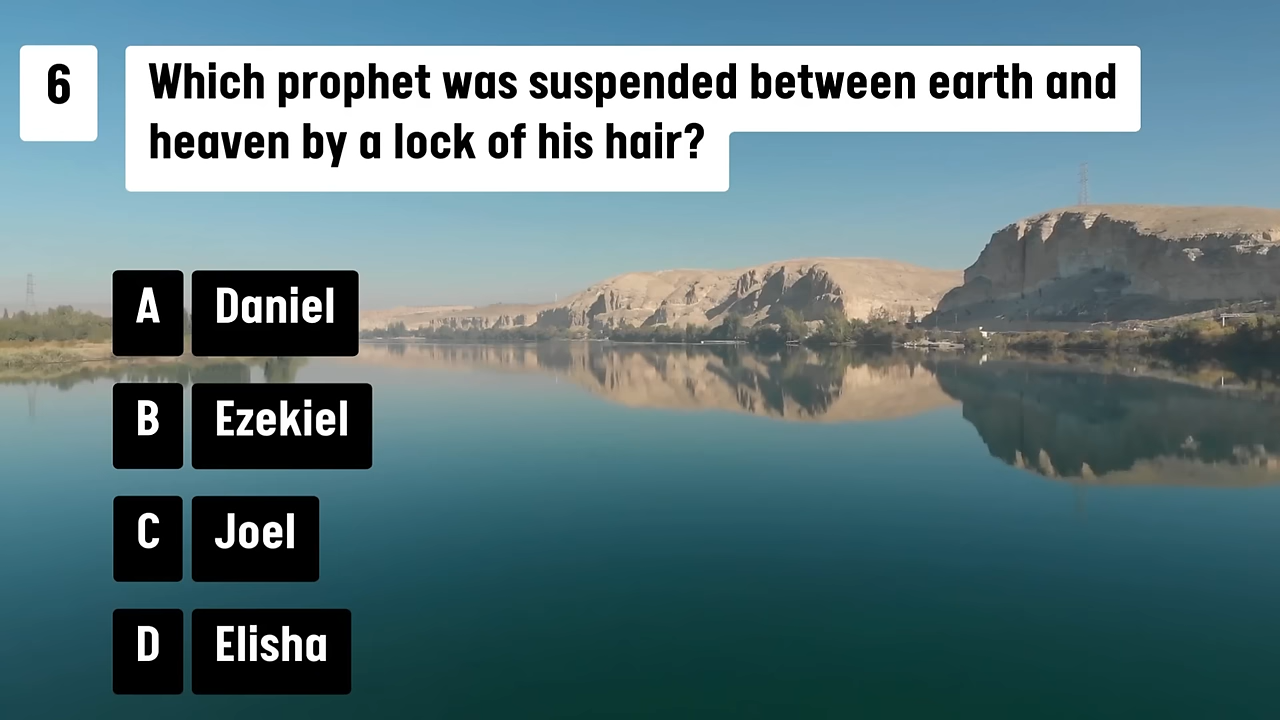 6
Which prophet was suspended between earth and
heaven by a lock of his hair?
A Daniel
B Ezekiel
C Joel
D Elisha